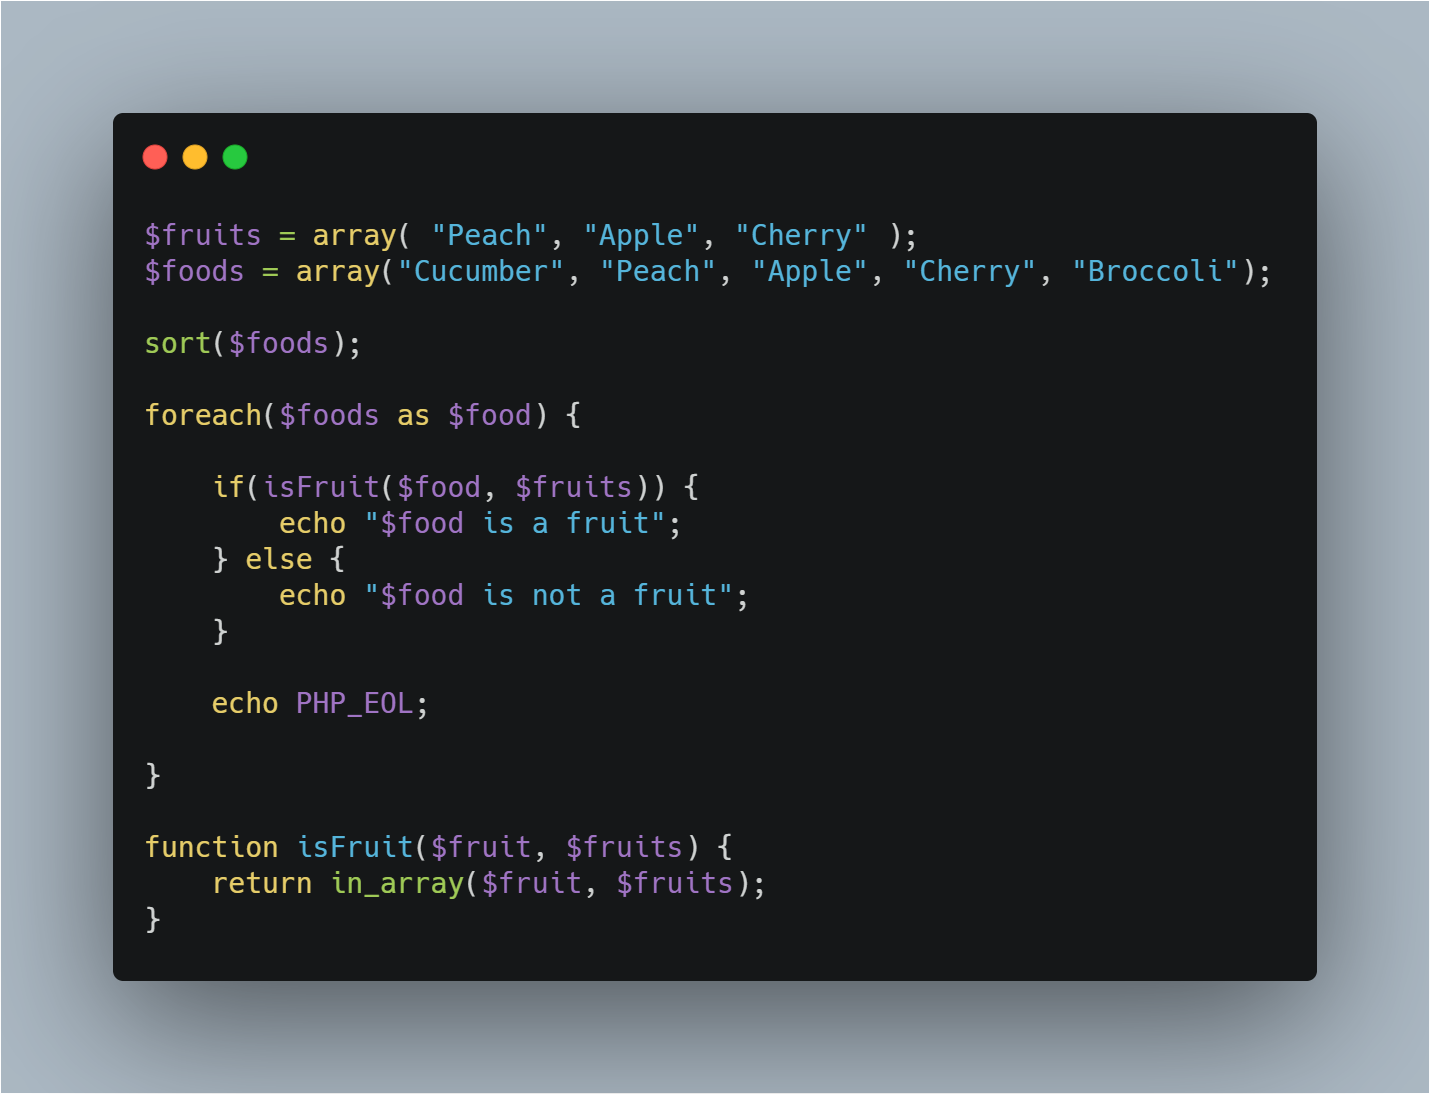 $fruits = array( "Peach", "Apple", "Cherry" );
$foods = array("Cucumber", "Peach", "Apple", "Cherry", "Broccoli");

sort($foods);

foreach($foods as $food) {

    if(isFruit($food, $fruits)) {
        echo "$food is a fruit";
    } else {
        echo "$food is not a fruit";
    }

    echo PHP_EOL;

}

function isFruit($fruit, $fruits) {
    return in_array($fruit, $fruits);
}